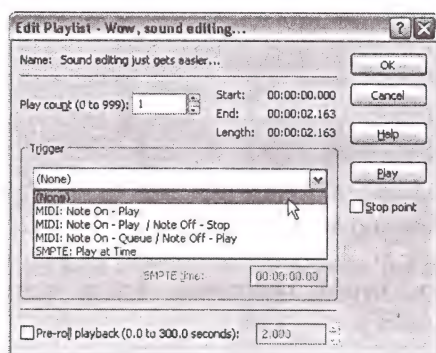 Edit Playlist - Wow, sound editing...
Name: Sound editing just gets easier...
OK
Play count (0 to 999): 1
Start: 00:00:00.000
End: 00:00:02.163
Length: 00:00:02.163
Cancel
Help
Trigger
(None)
Play
(None)
MIDI: Note On - Play
MIDI: Note On - Play / Note Off - Stop
MIDI: Note On - Queue / Note Off - Play
SMPTE: Play at Time
Stop point
SMPTE time: 00:00:00.00
Pre-roll playback (0.0 to 300.0 seconds): 2.000